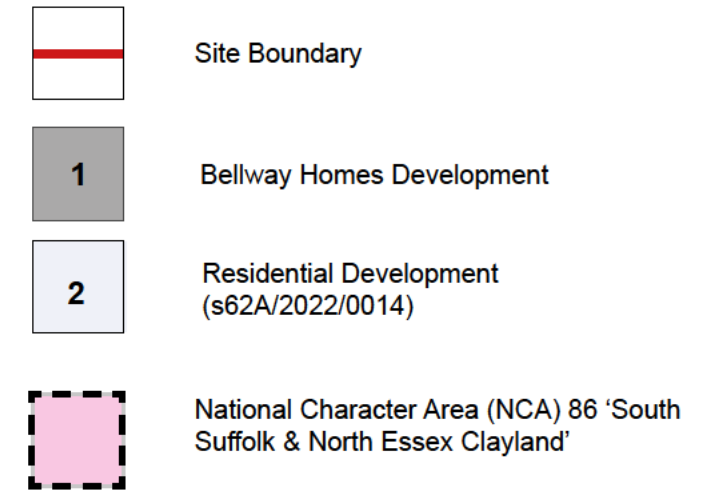 Site Boundary
1
Bellway Homes Development
2
Residential Development
(s62A/2022/0014)
National Character Area (NCA) 86 ‘South
Suffolk & North Essex Clayland’